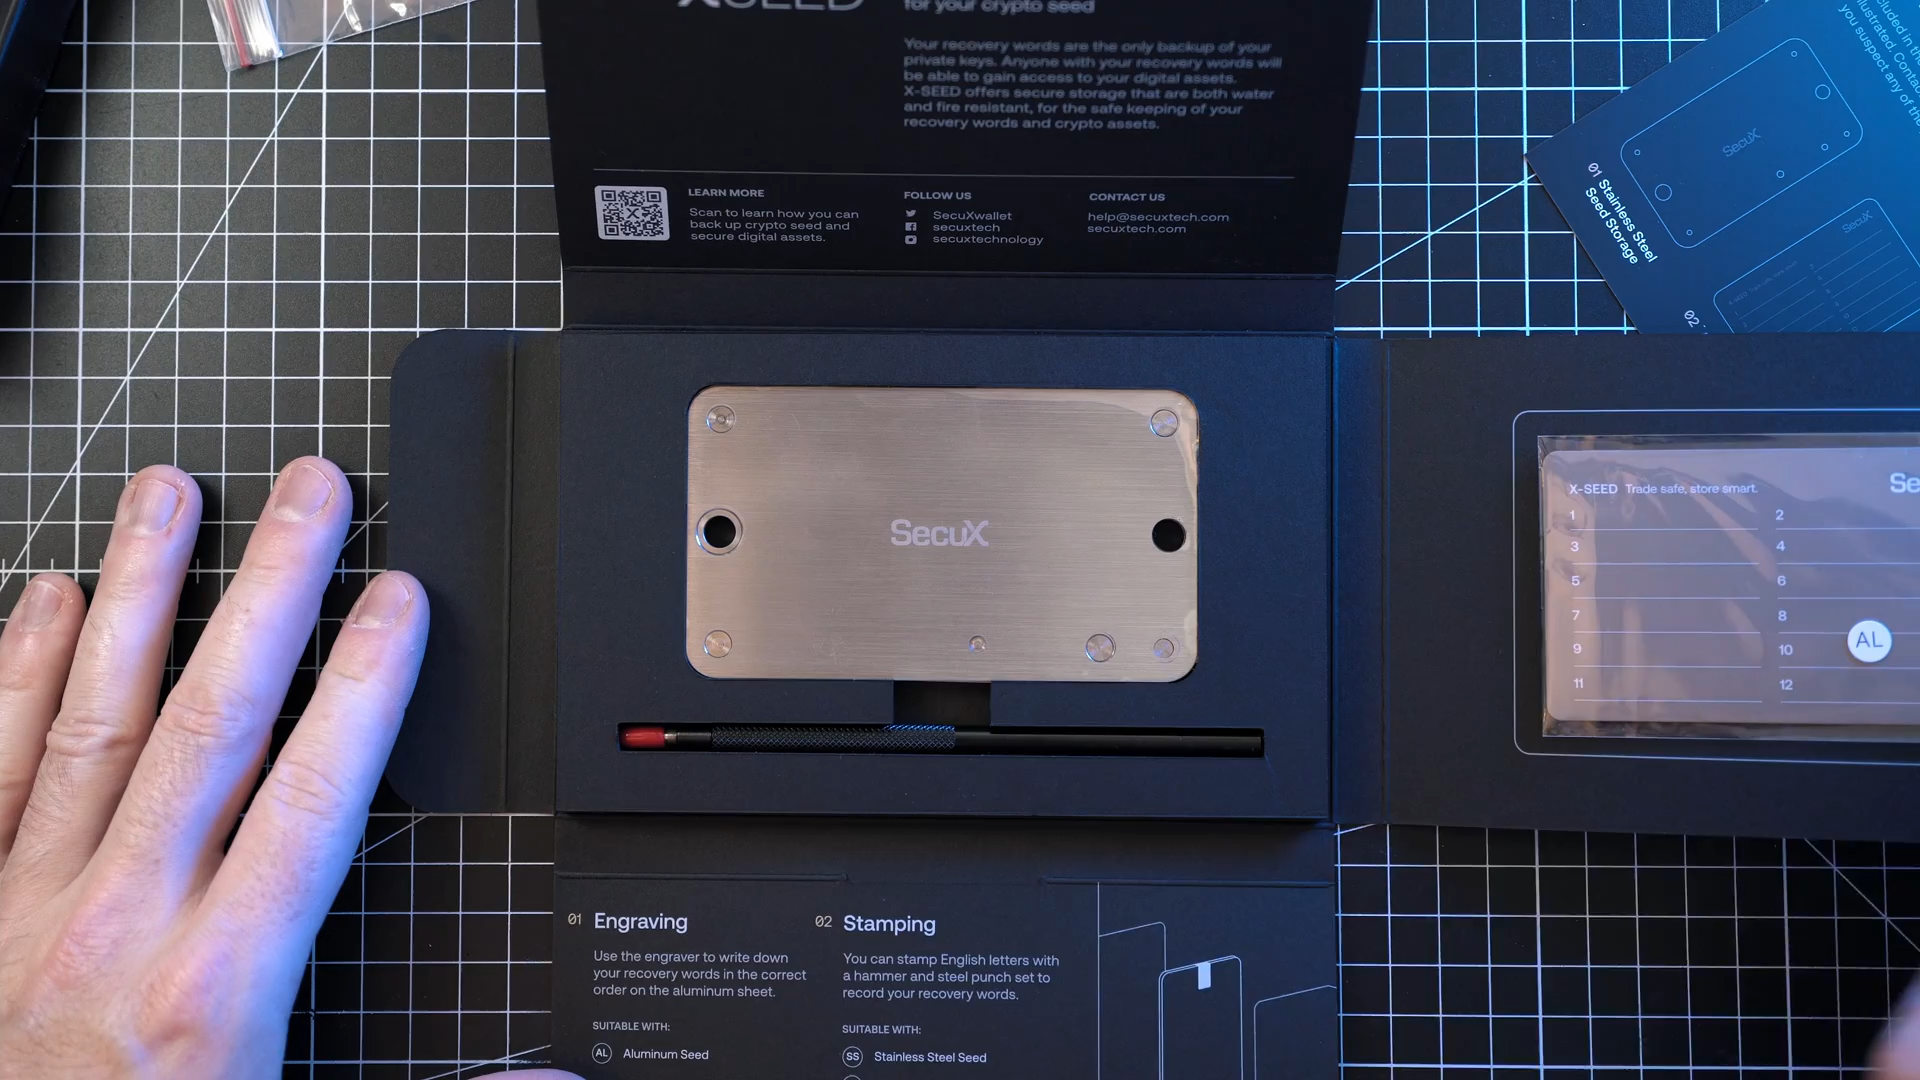 X-SEED
for your crypto seed
Your recovery words are the only backup of your
private keys. Anyone with your recovery words will
be able to gain access to your digital assets.
X-SEED offers secure storage that are both water
and fire resistant, for the safe keeping of your
recovery words and crypto assets.
LEARN MORE
Scan to learn how you can
back up crypto seed and
secure digital assets.
FOLLOW US
SecuXwallet
secuxtech
secuxtechnology
CONTACT US
help@secuxtech.com
secuxtech.com
you suspect any of the
SecuX
01 Stainless Steel
Seed Storage
SecuX
02
SecuX
X-SEED Trade safe, store smart.
1 2
3 4
5 6
7 8
9 10
11 12
AL
01 Engraving
Use the engraver to write down
your recovery words in the correct
order on the aluminum sheet.
SUITABLE WITH:
AL Aluminum Seed
02 Stamping
You can stamp English letters with
a hammer and steel punch set to
record your recovery words.
SUITABLE WITH:
SS Stainless Steel Seed